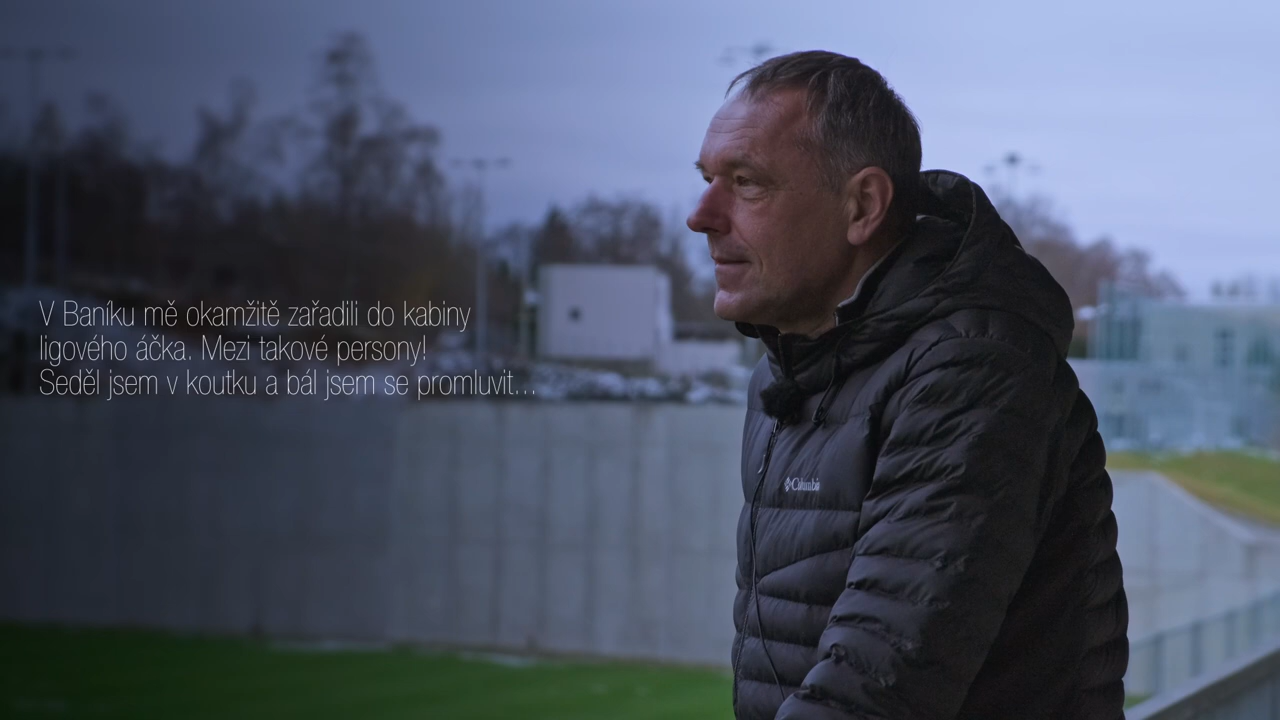 V Baníku mě okamžitě zařadili do kabiny
ligového áčka. Mezi takové persony!
Seděl jsem v koutku a bál jsem se promluvit...
Columbia